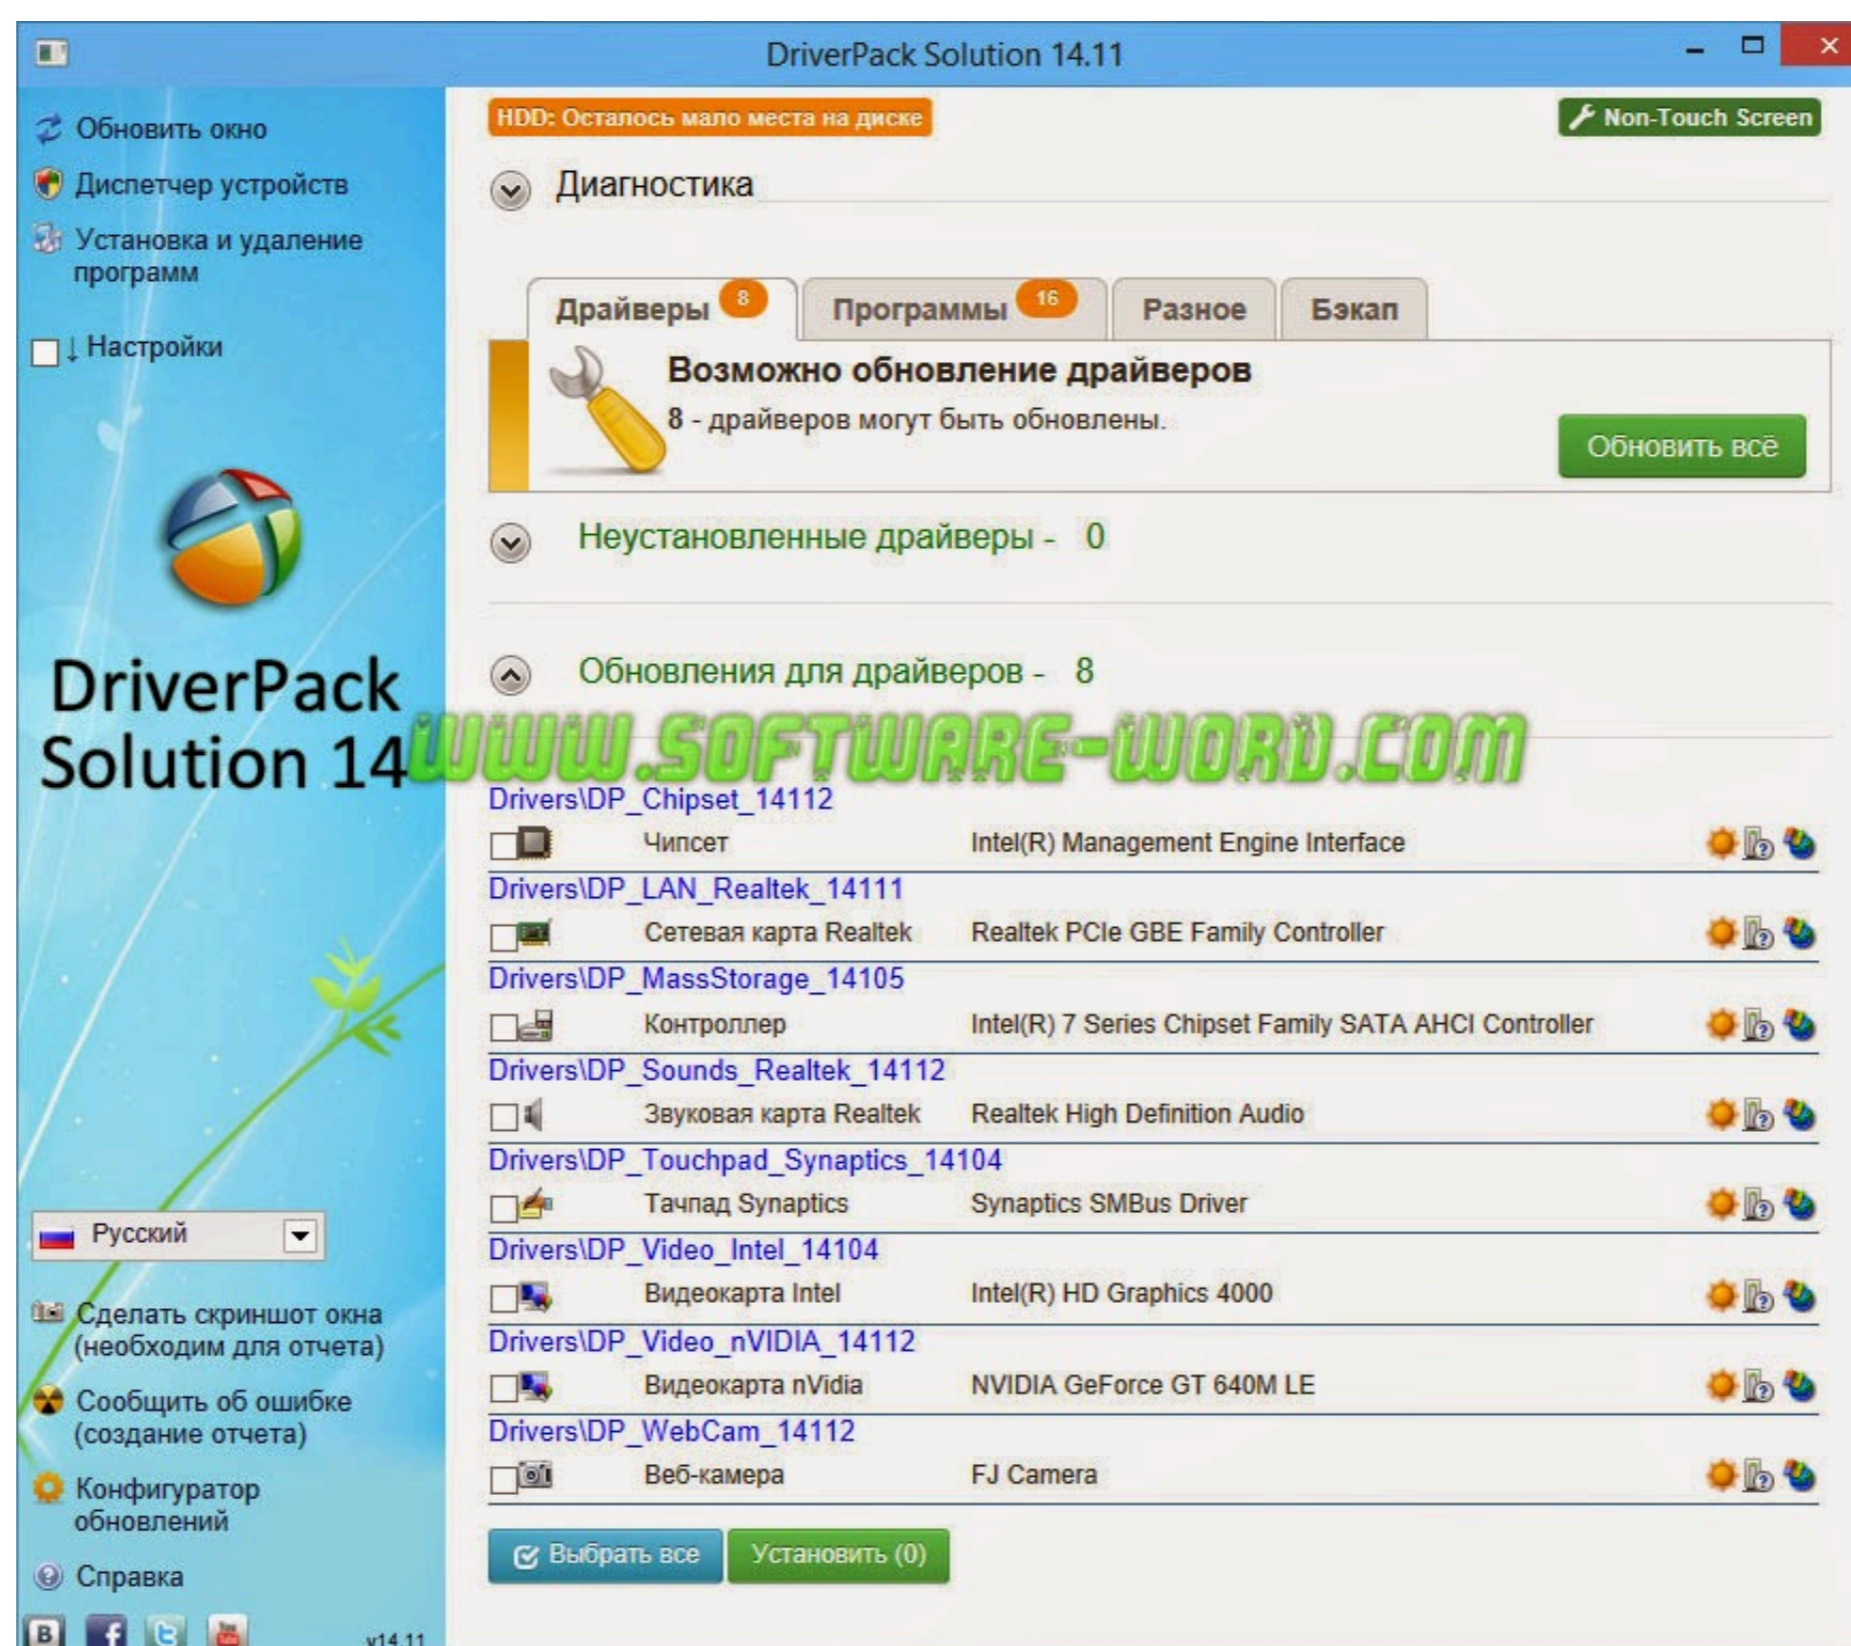 DriverPack Solution 14.11
Обновить окно
Диспетчер устройств
Установка и удаление
программ
↓ Настройки
DriverPack
Solution 14
Русский
Сделать скриншот окна
(необходим для отчета)
Сообщить об ошибке
(создание отчета)
Конфигуратор
обновлений
Справка
v14.11
HDD: Осталось мало места на диске
Non-Touch Screen
Диагностика
Драйверы 8
Программы 16
Разное
Бэкап
Возможно обновление драйверов
8 - драйверов могут быть обновлены.
Обновить всё
Неустановленные драйверы - 0
Обновления для драйверов - 8
WWW.SOFTWARE-WORD.COM
Drivers\DP_Chipset_14112
Чипсет Intel(R) Management Engine Interface
Drivers\DP_LAN_Realtek_14111
Сетевая карта Realtek Realtek PCIe GBE Family Controller
Drivers\DP_MassStorage_14105
Контроллер Intel(R) 7 Series Chipset Family SATA AHCI Controller
Drivers\DP_Sounds_Realtek_14112
Звуковая карта Realtek Realtek High Definition Audio
Drivers\DP_Touchpad_Synaptics_14104
Тачпад Synaptics Synaptics SMBus Driver
Drivers\DP_Video_Intel_14104
Видеокарта Intel Intel(R) HD Graphics 4000
Drivers\DP_Video_nVIDIA_14112
Видеокарта nVidia NVIDIA GeForce GT 640M LE
Drivers\DP_WebCam_14112
Веб-камера FJ Camera
Выбрать все
Установить (0)